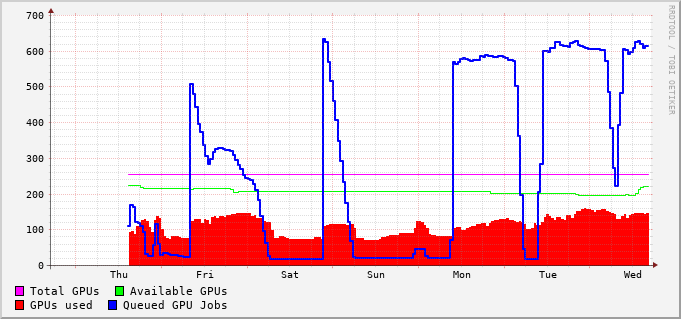 700
600
500
400
300
200
100
0
Thu Fri Sat Sun Mon Tue Wed
Total GPUs Available GPUs
GPUs used Queued GPU Jobs
RRDTOOL / TOBI OETIKER